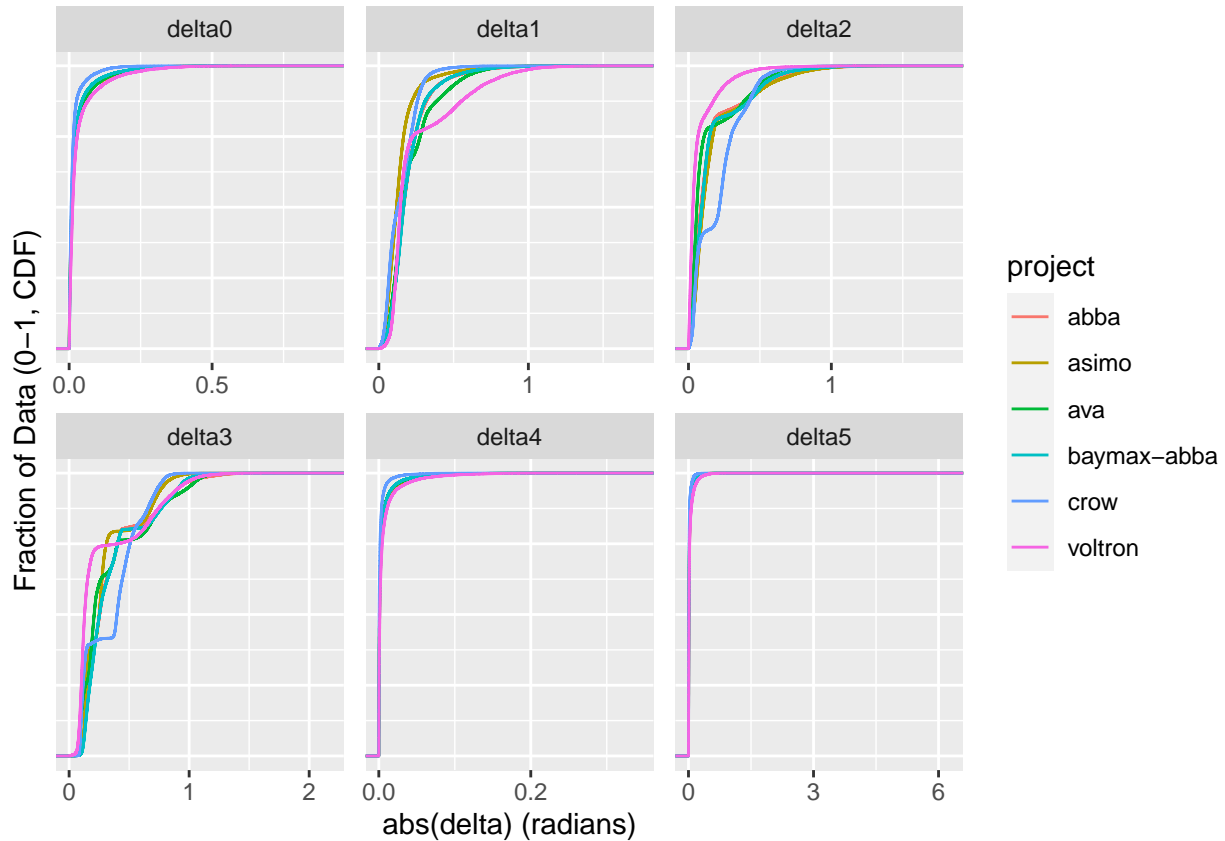 delta0 delta1 delta2
0.0 0.5 0 1 0 1
delta3 delta4 delta5
0 1 2 0.0 0.2 0 3 6
abs(delta) (radians)
Fraction of Data (0−1, CDF)
project
abba
asimo
ava
baymax−abba
crow
voltron